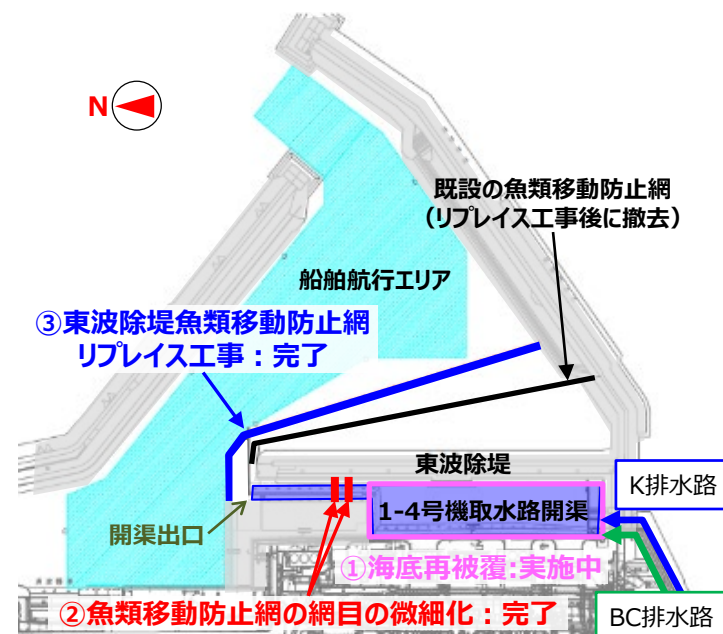 N
既設の魚類移動防止網
（リプレイス工事後に撤去）
船舶航行エリア
③東波除堤魚類移動防止網
リプレイス工事：完了
東波除堤
K排水路
1-4号機取水路開渠
開渠出口
①海底再被覆:実施中
②魚類移動防止網の網目の微細化：完了
BC排水路